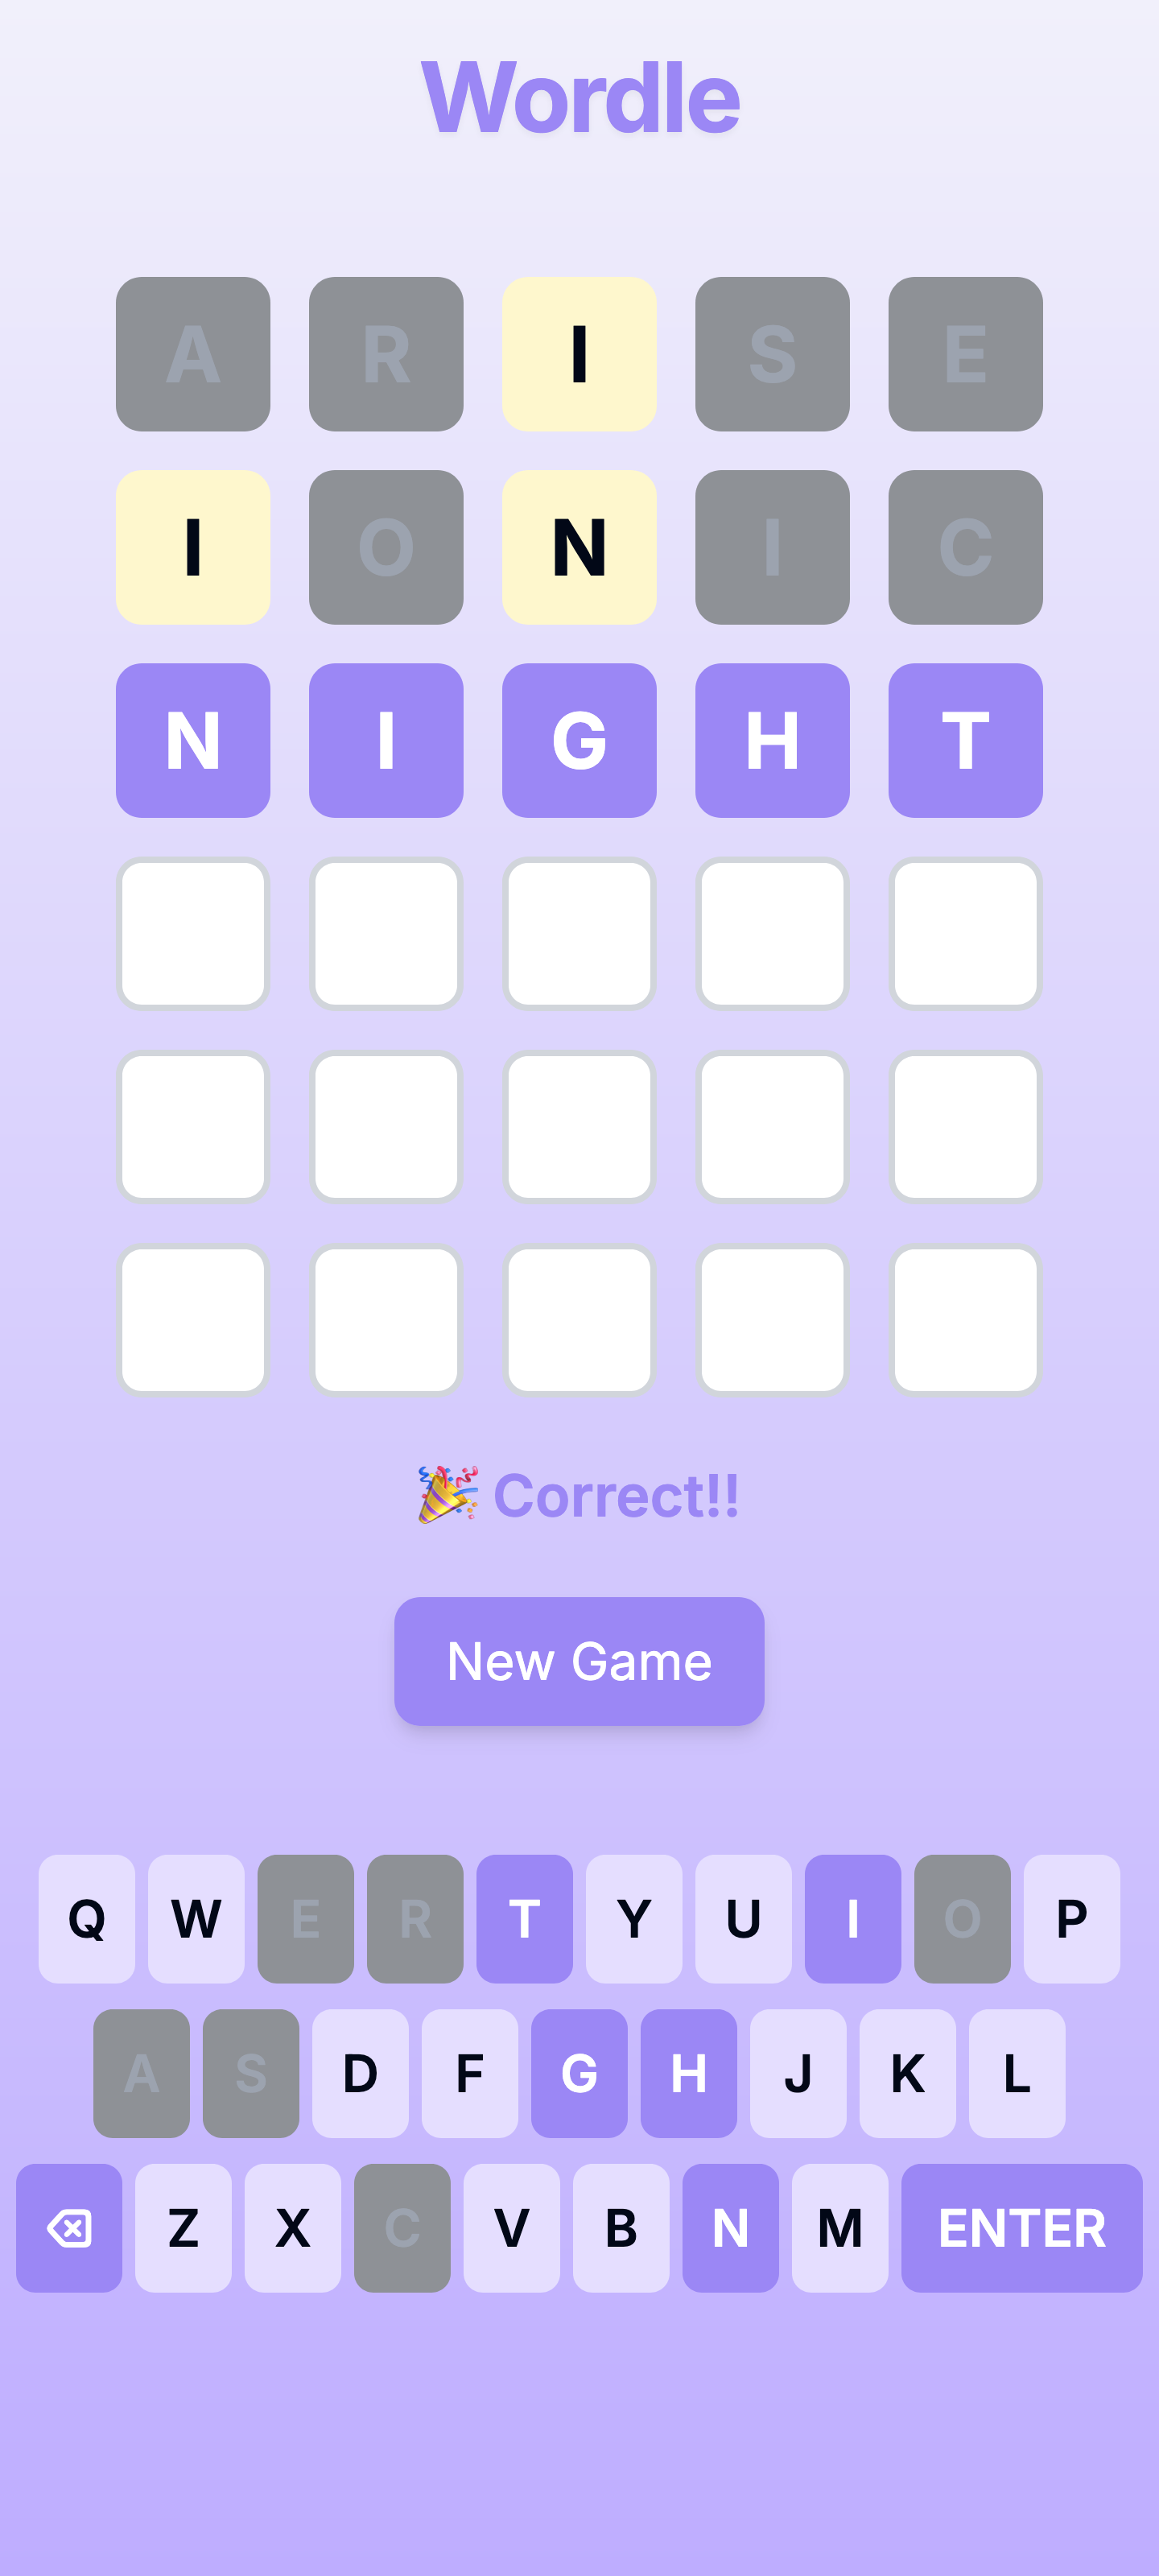 Wordle
A R I S E
I O N I C
N I G H T
🎉 Correct!!
New Game
Q W E R T Y U I O P
A S D F G H J K L
Z X C V B N M ENTER